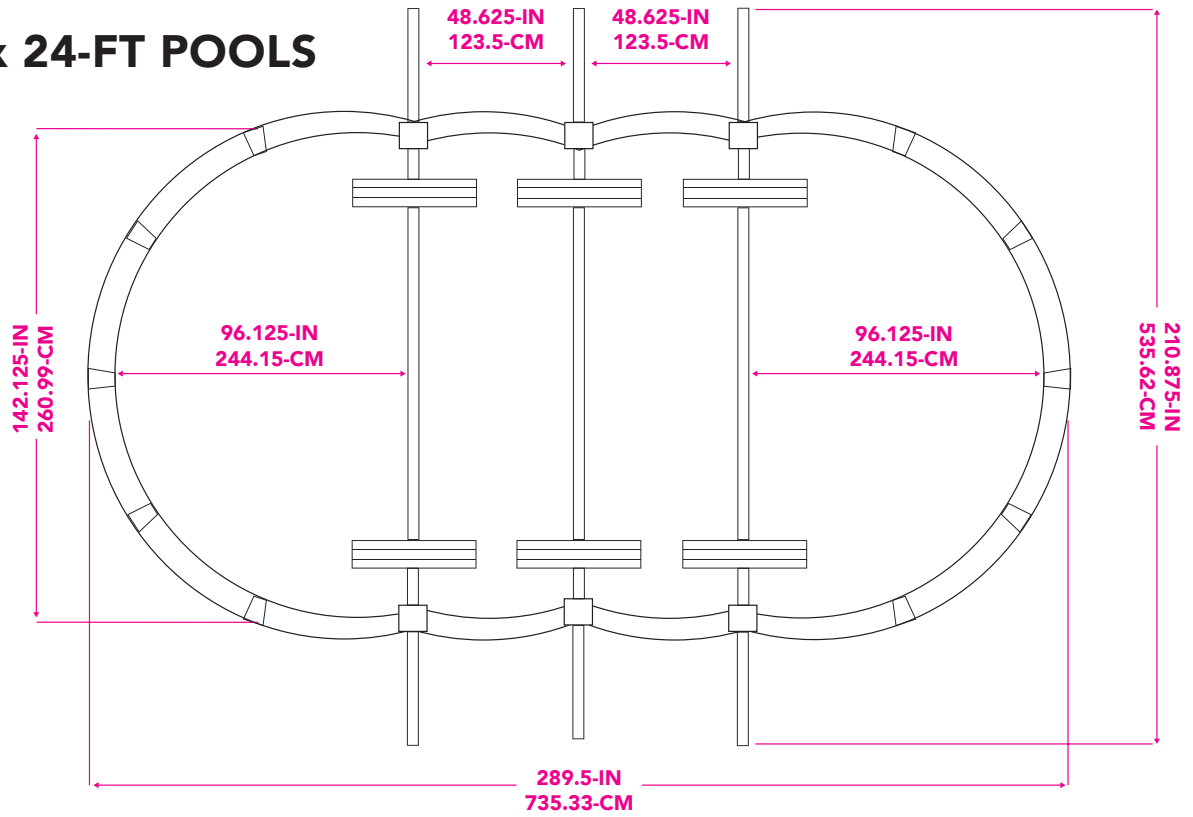 48.625-IN
123.5-CM
48.625-IN
123.5-CM
x 24-FT POOLS
96.125-IN
244.15-CM
96.125-IN
244.15-CM
142.125-IN
260.99-CM
210.875-IN
535.62-CM
289.5-IN
735.33-CM